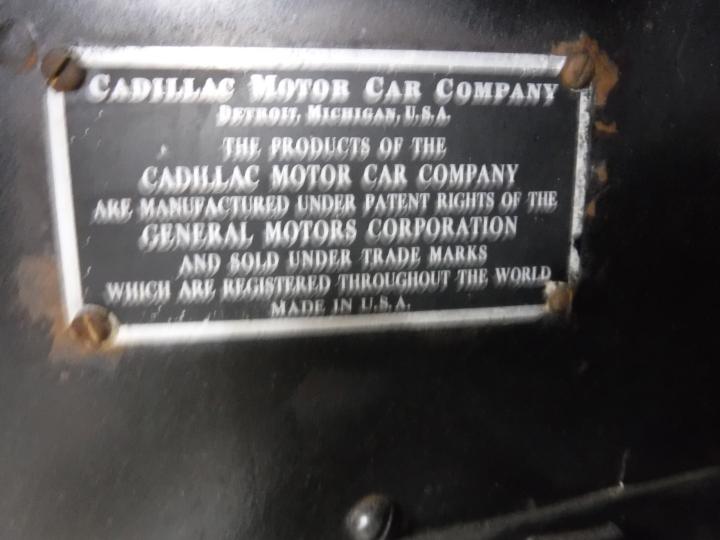 CADILLAC MOTOR CAR COMPANY
DETROIT, MICHIGAN, U.S.A.
THE PRODUCTS OF THE
CADILLAC MOTOR CAR COMPANY
ARE MANUFACTURED UNDER PATENT RIGHTS OF THE
GENERAL MOTORS CORPORATION
AND SOLD UNDER TRADE MARKS
WHICH ARE REGISTERED THROUGHOUT THE WORLD
MADE IN U.S.A.